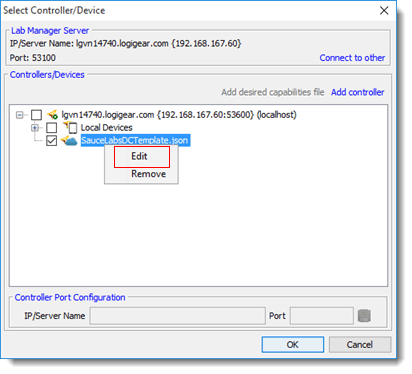 Select Controller/Device
Lab Manager Server
IP/Server Name: lgvn14740.logigear.com {192.168.167.60}
Port: 53100
Connect to other
Controllers/Devices
Add desired capabilities file Add controller
lgvn14740.logigear.com {192.168.167.60:53600} (localhost)
Local Devices
SauceLabsDCTemplate.json
Edit
Remove
Controller Port Configuration
IP/Server Name Port
OK Cancel